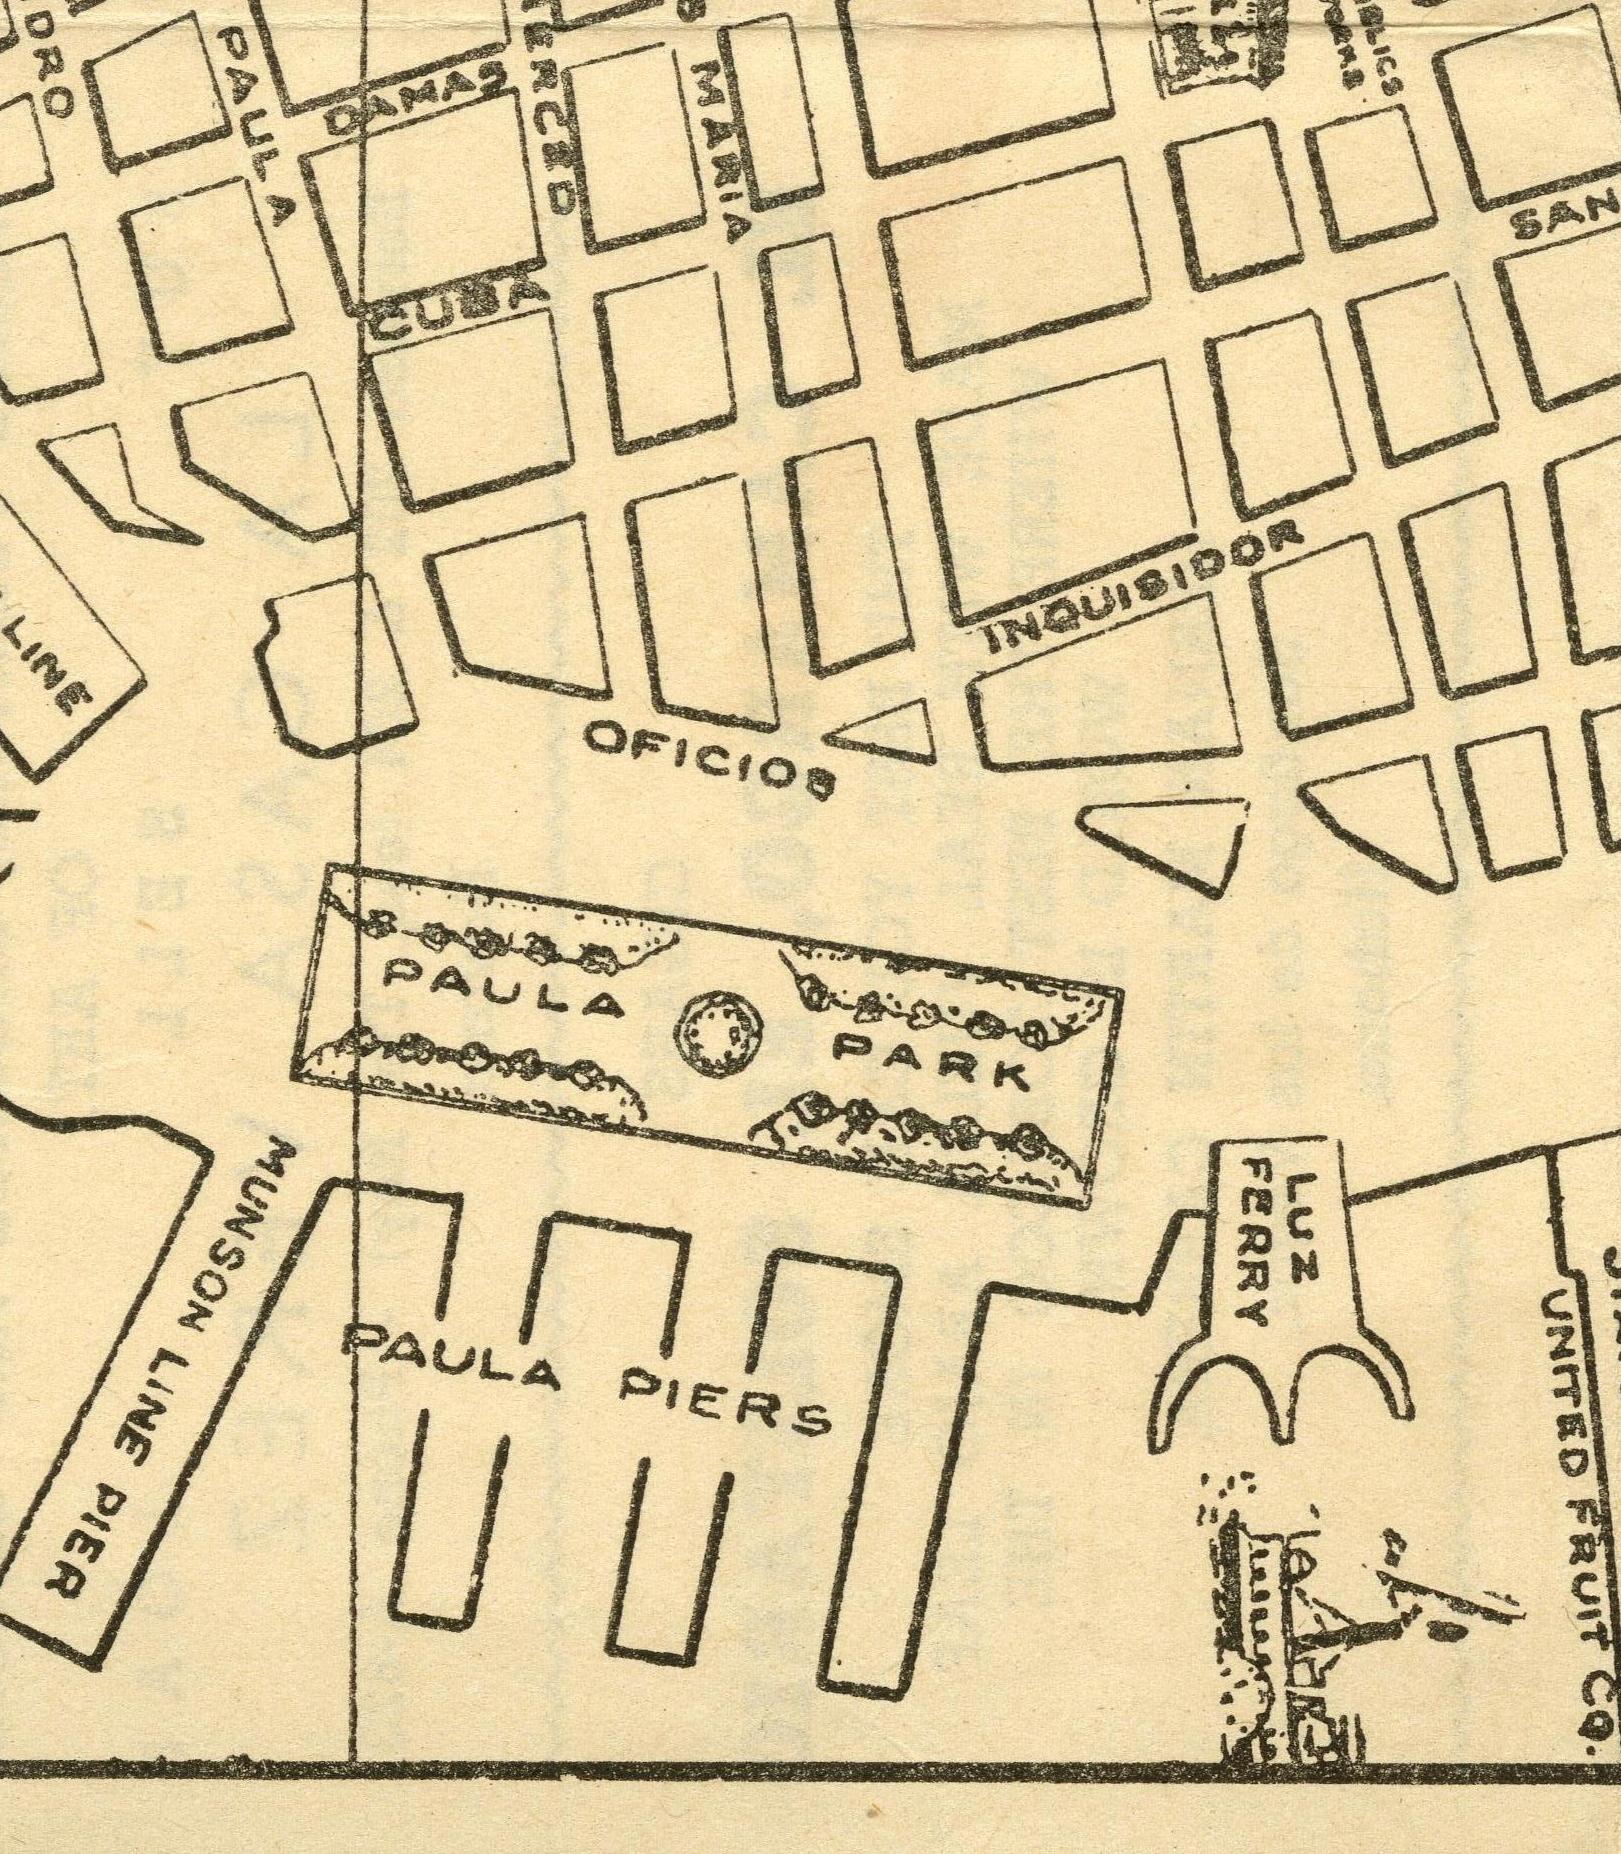 PAULA
DAMAS
MARIA
SAN
CUBA
INQUISIDOR
LINE
OFICIOS
PAULA
PARK
MUNSON LINE PIER
PAULA PIERS
LUZ
FERRY
UNITED FRUIT CO.